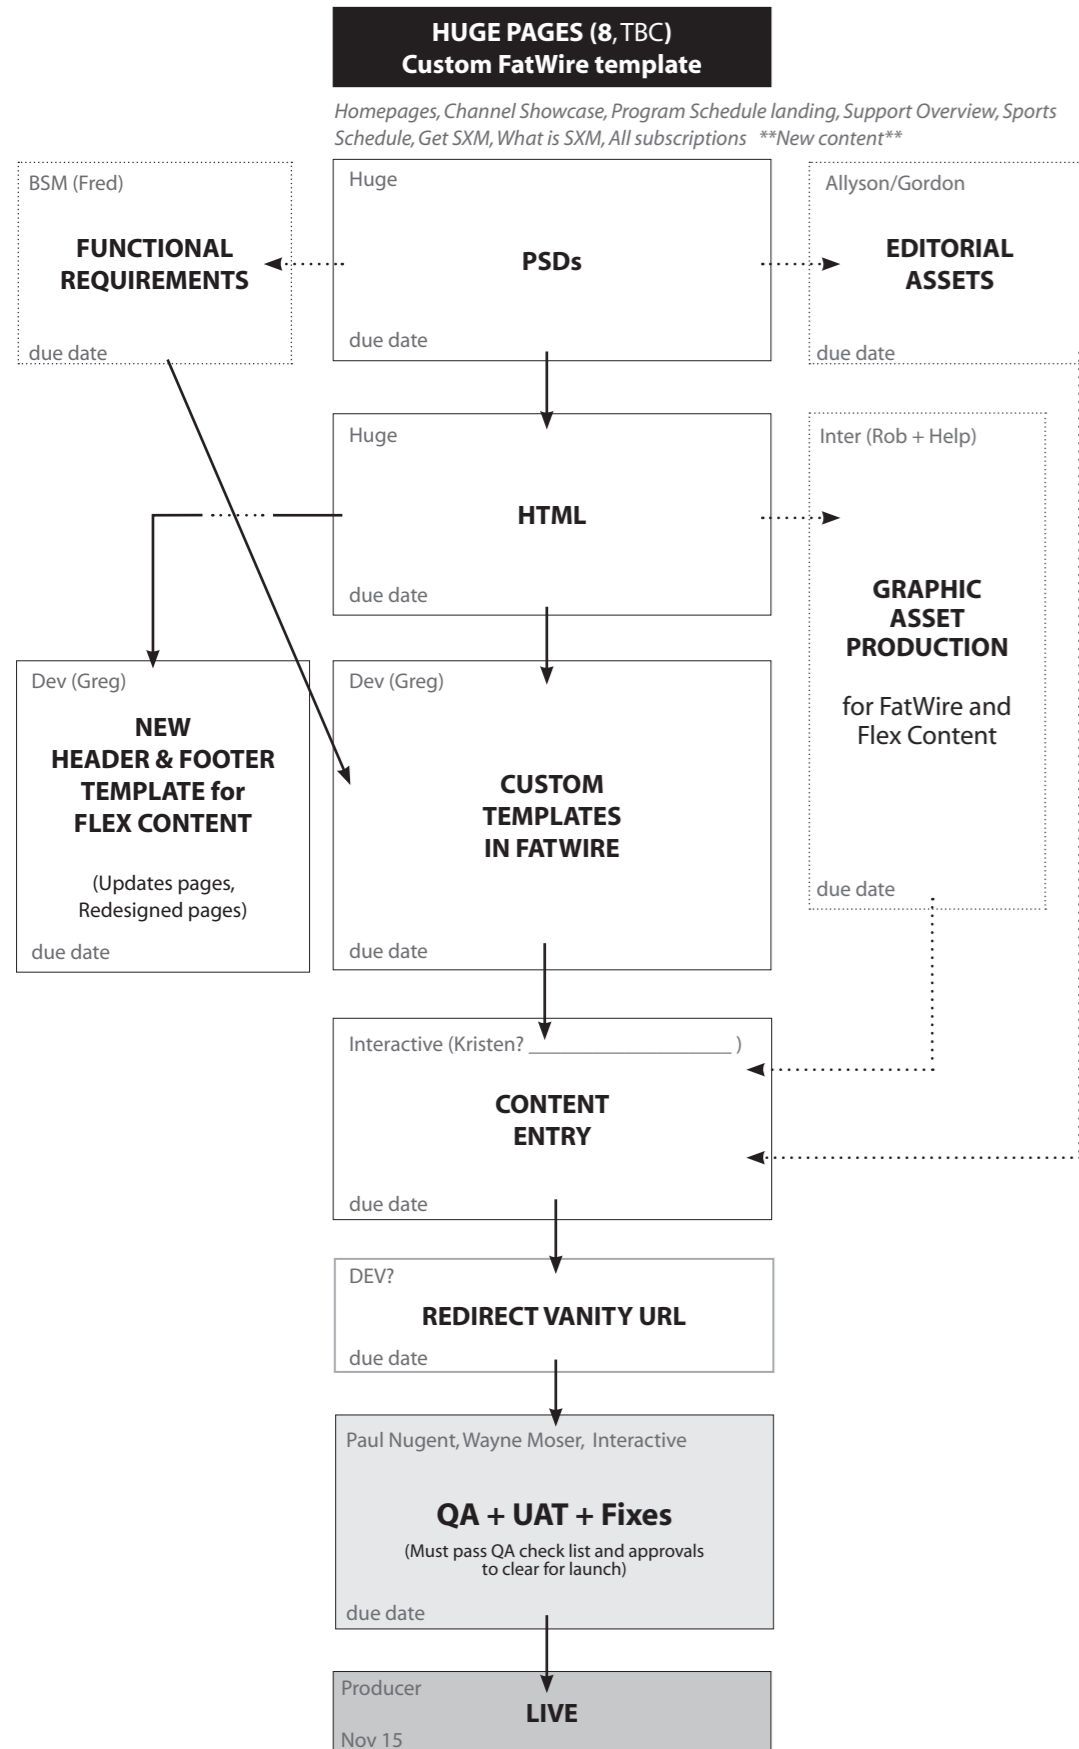 HUGE PAGES (8, TBC)
Custom FatWire template
Homepages, Channel Showcase, Program Schedule landing, Support Overview, Sports
Schedule, Get SXM, What is SXM, All subscriptions **New content**
BSM (Fred)
FUNCTIONAL
REQUIREMENTS
due date
Huge
PSDs
due date
Allyson/Gordon
EDITORIAL
ASSETS
due date
Huge
HTML
due date
Inter (Rob + Help)
GRAPHIC
ASSET
PRODUCTION
for FatWire and
Flex Content
due date
Dev (Greg)
NEW
HEADER & FOOTER
TEMPLATE for
FLEX CONTENT
(Updates pages,
Redesigned pages)
due date
Dev (Greg)
CUSTOM
TEMPLATES
IN FATWIRE
due date
Interactive (Kristen? ____________________ )
CONTENT
ENTRY
due date
DEV?
REDIRECT VANITY URL
due date
Paul Nugent, Wayne Moser, Interactive
QA + UAT + Fixes
(Must pass QA check list and approvals
to clear for launch)
due date
Producer
LIVE
Nov 15